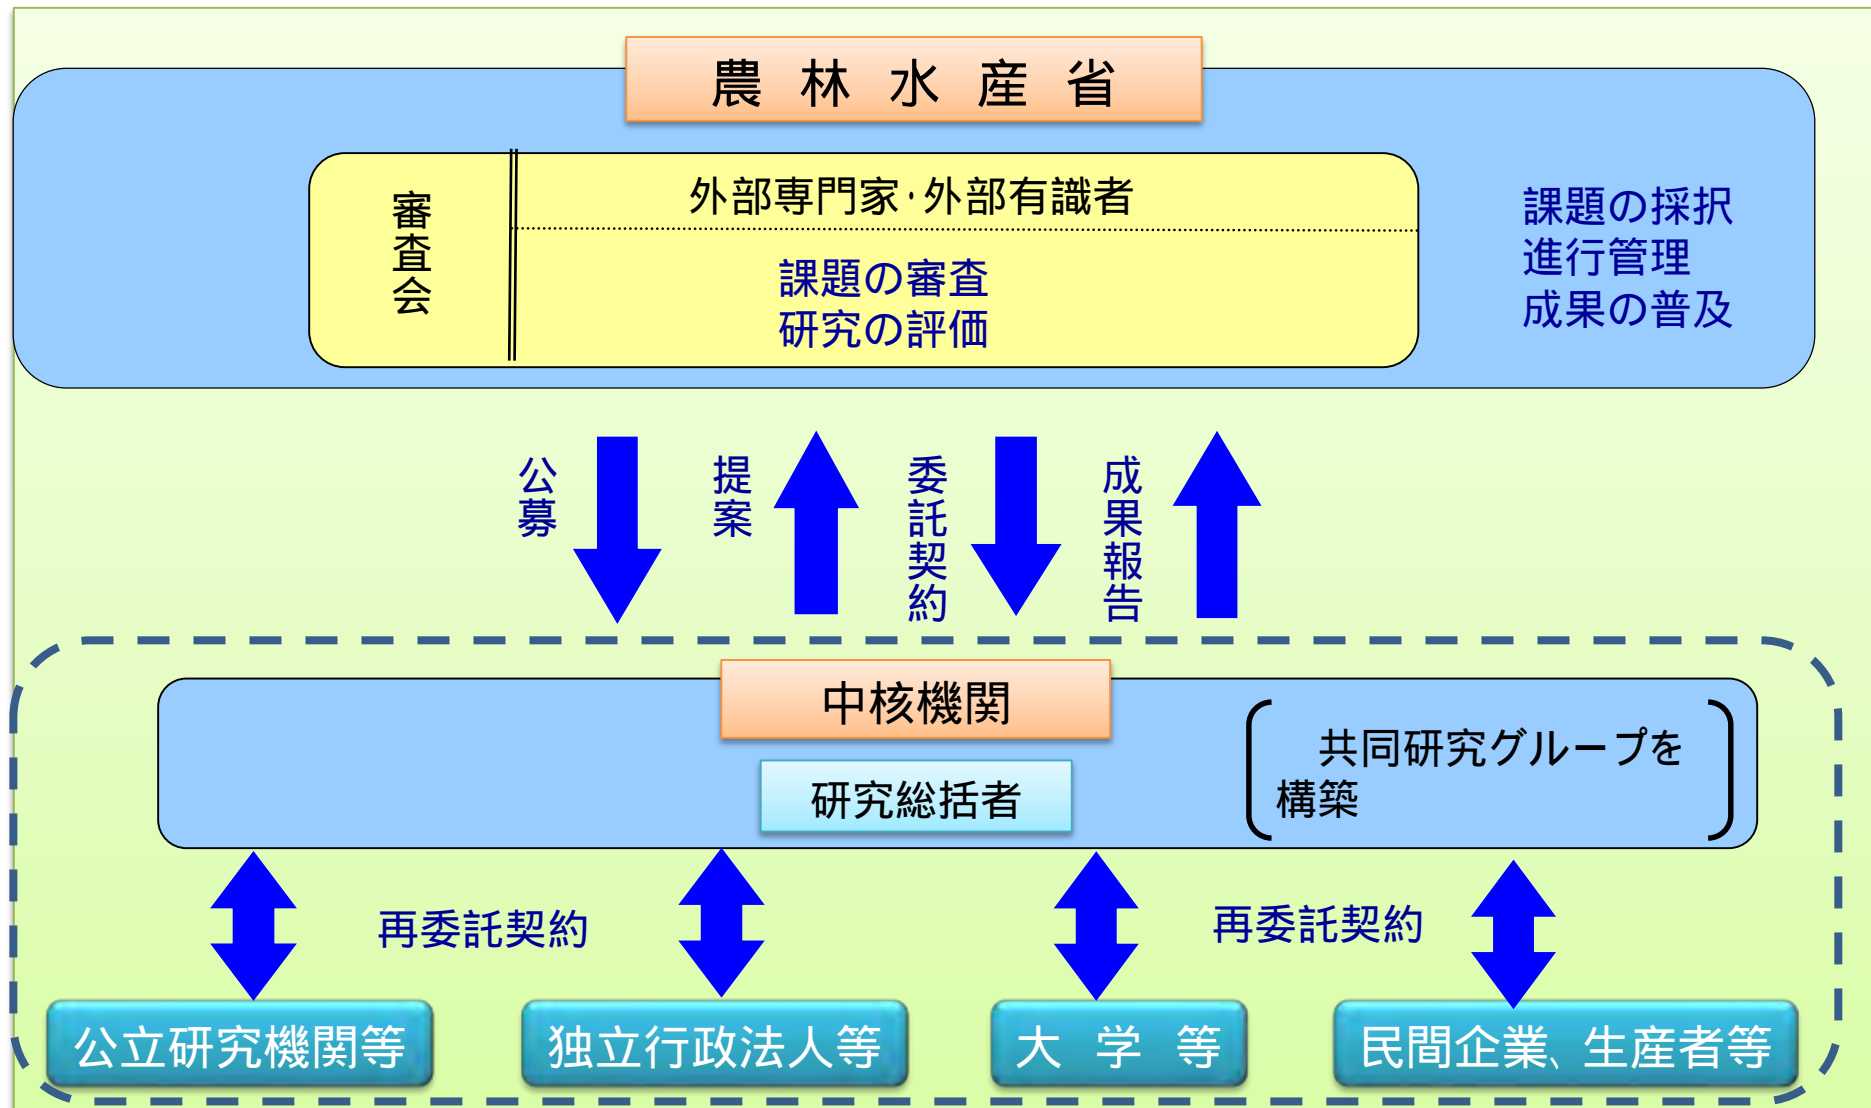 農林水産省
審査会
外部専門家・外部有識者
課題の審査
研究の評価
課題の採択
進行管理
成果の普及
公募
提案
委託契約
成果報告
中核機関
研究総括者
共同研究グループを
構築
再委託契約
再委託契約
公立研究機関等
独立行政法人等
大学等
民間企業、生産者等